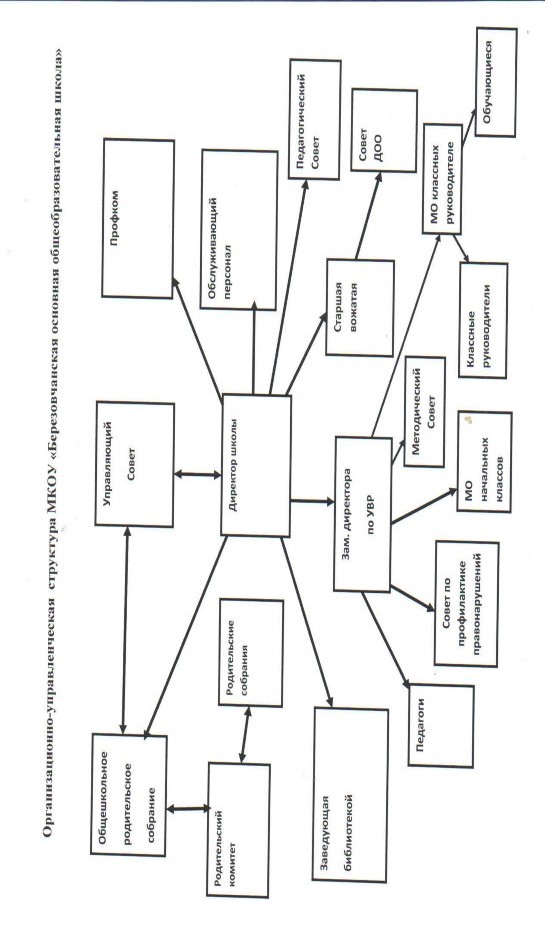 Организационно-управленческая структура МКОУ «Березовчанская основная общеобразовательная школа»
Общешкольное
родительское
собрание
Управляющий
Совет
Профком
Родительский
комитет
Родительские
собрания
Директор школы
Обслуживающий
персонал
Педагогический
Совет
Заведующая
библиотекой
Зам. директора
по УВР
Старшая
вожатая
Совет
ДОО
Педагоги
Совет по
профилактике
правонарушений
МО
начальных
классов
Методический
Совет
МО классных
руководителе
Классные
руководители
Обучающиеся